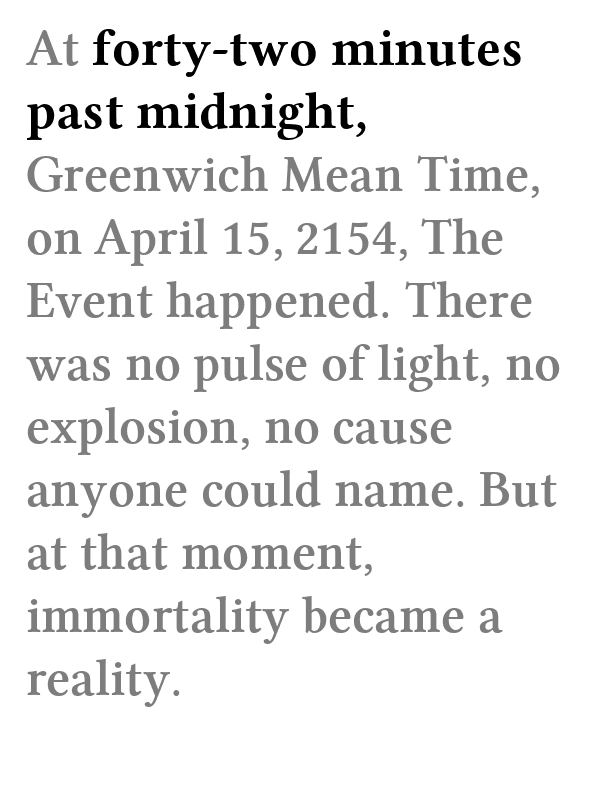 At forty-two minutes
past midnight,
Greenwich Mean Time,
on April 15, 2154, The
Event happened. There
was no pulse of light, no
explosion, no cause
anyone could name. But
at that moment,
immortality became a
reality.